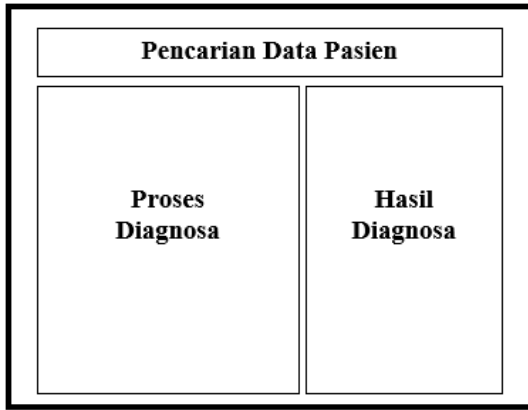 Pencarian Data Pasien
Proses
Diagnosa
Hasil
Diagnosa